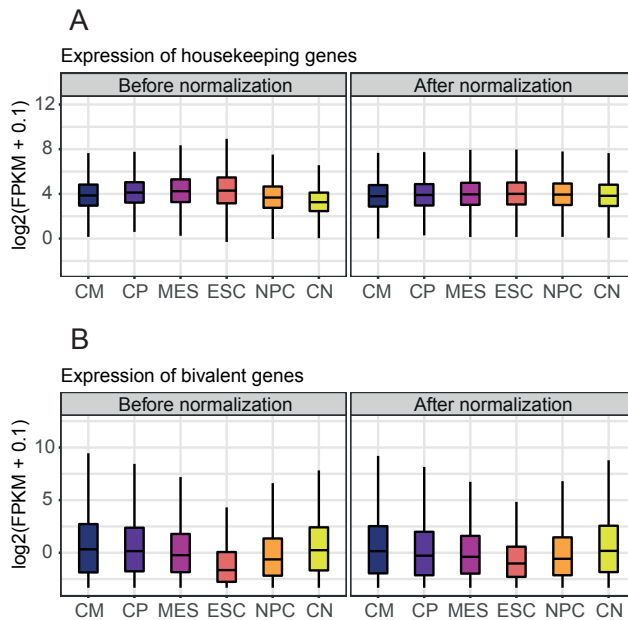 A
Expression of housekeeping genes
Before normalization After normalization
log2(FPKM + 0.1)
12
8
4
0
CM CP MES ESC NPC CN CM CP MES ESC NPC CN
B
Expression of bivalent genes
Before normalization After normalization
log2(FPKM + 0.1)
10
5
0
CM CP MES ESC NPC CN CM CP MES ESC NPC CN